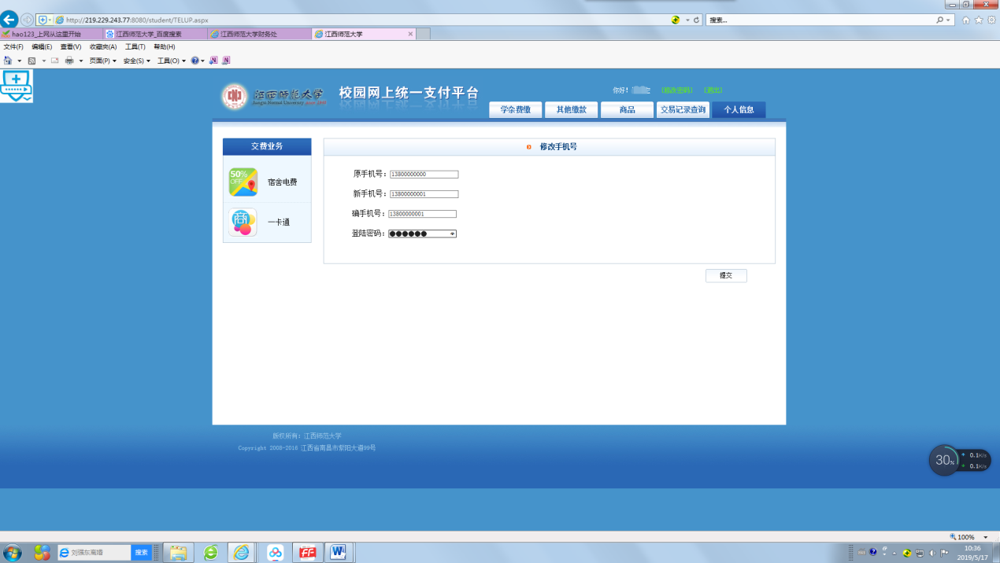 http://219.229.243.77:8080/student/TELUP.aspx
搜索...
hao123_上网从这里开始
江西师范大学_百度搜索
江西师范大学财务处
江西师范大学
文件(F) 编辑(E) 查看(V) 收藏夹(A) 工具(T) 帮助(H)
页面(P) 安全(S) 工具(O)
江西师范大学
Jiangxi Normal University
校园网上统一支付平台
你好!
[修改密码] [退出]
学杂费缴 其他缴款 商品 交易记录查询 个人信息
交费业务
50%
OFF
宿舍电费
商
一卡通
修改手机号
原手机号: 13800000000
新手机号: 13800000001
确手机号: 13800000001
登陆密码: ●●●●●●
提交
版权所有: 江西师范大学
Copyright 2008-2016 江西省南昌市紫阳大道99号
30%
0.1K/s
0.1K/s
100%
刘强东离婚
搜索
10:36
2019/5/17